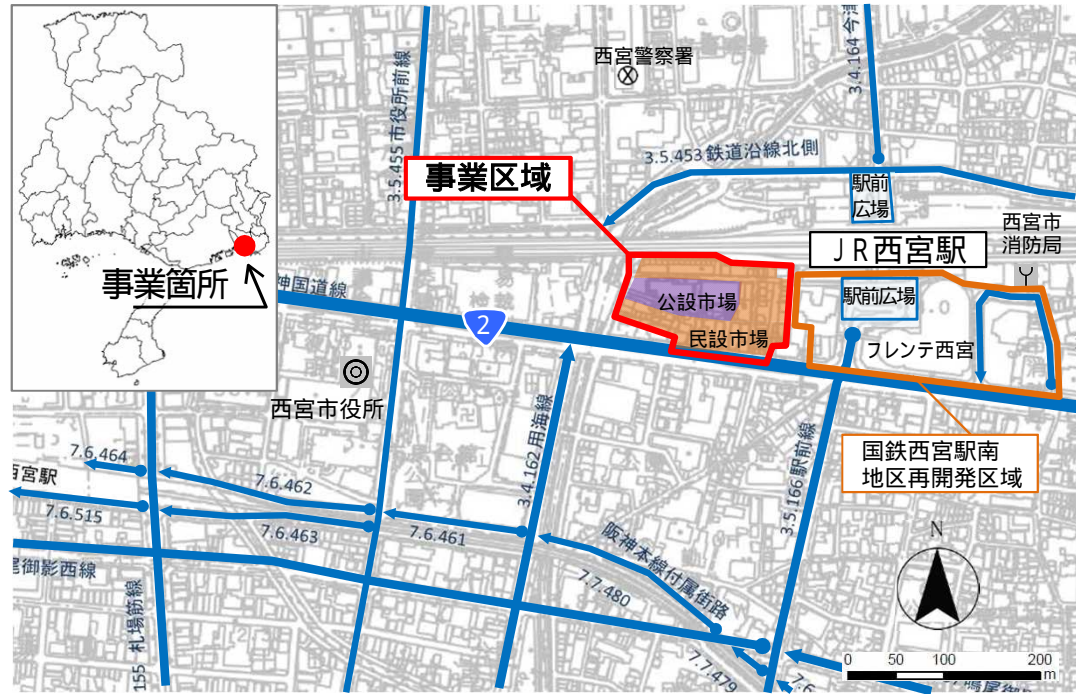 事業箇所
西宮警察署
3.4.164 今津
3.5.455 市役所前線
3.5.453 鉄道沿線北側
事業区域
駅前
広場
西宮市
消防局
JR西宮駅
公設市場
民設市場
駅前広場
フレンテ西宮
神国道線
2
西宮市役所
国鉄西宮駅南
地区再開発区域
3.4.162 用海線
3.5.166 駅前線
7.6.464
宮駅
7.6.462
7.6.515
7.6.463
7.6.461
阪神本線付属街路
7.7.480
尾御影西線
155 札場筋線
7.7.479
7.6
N
0 50 100 200
m